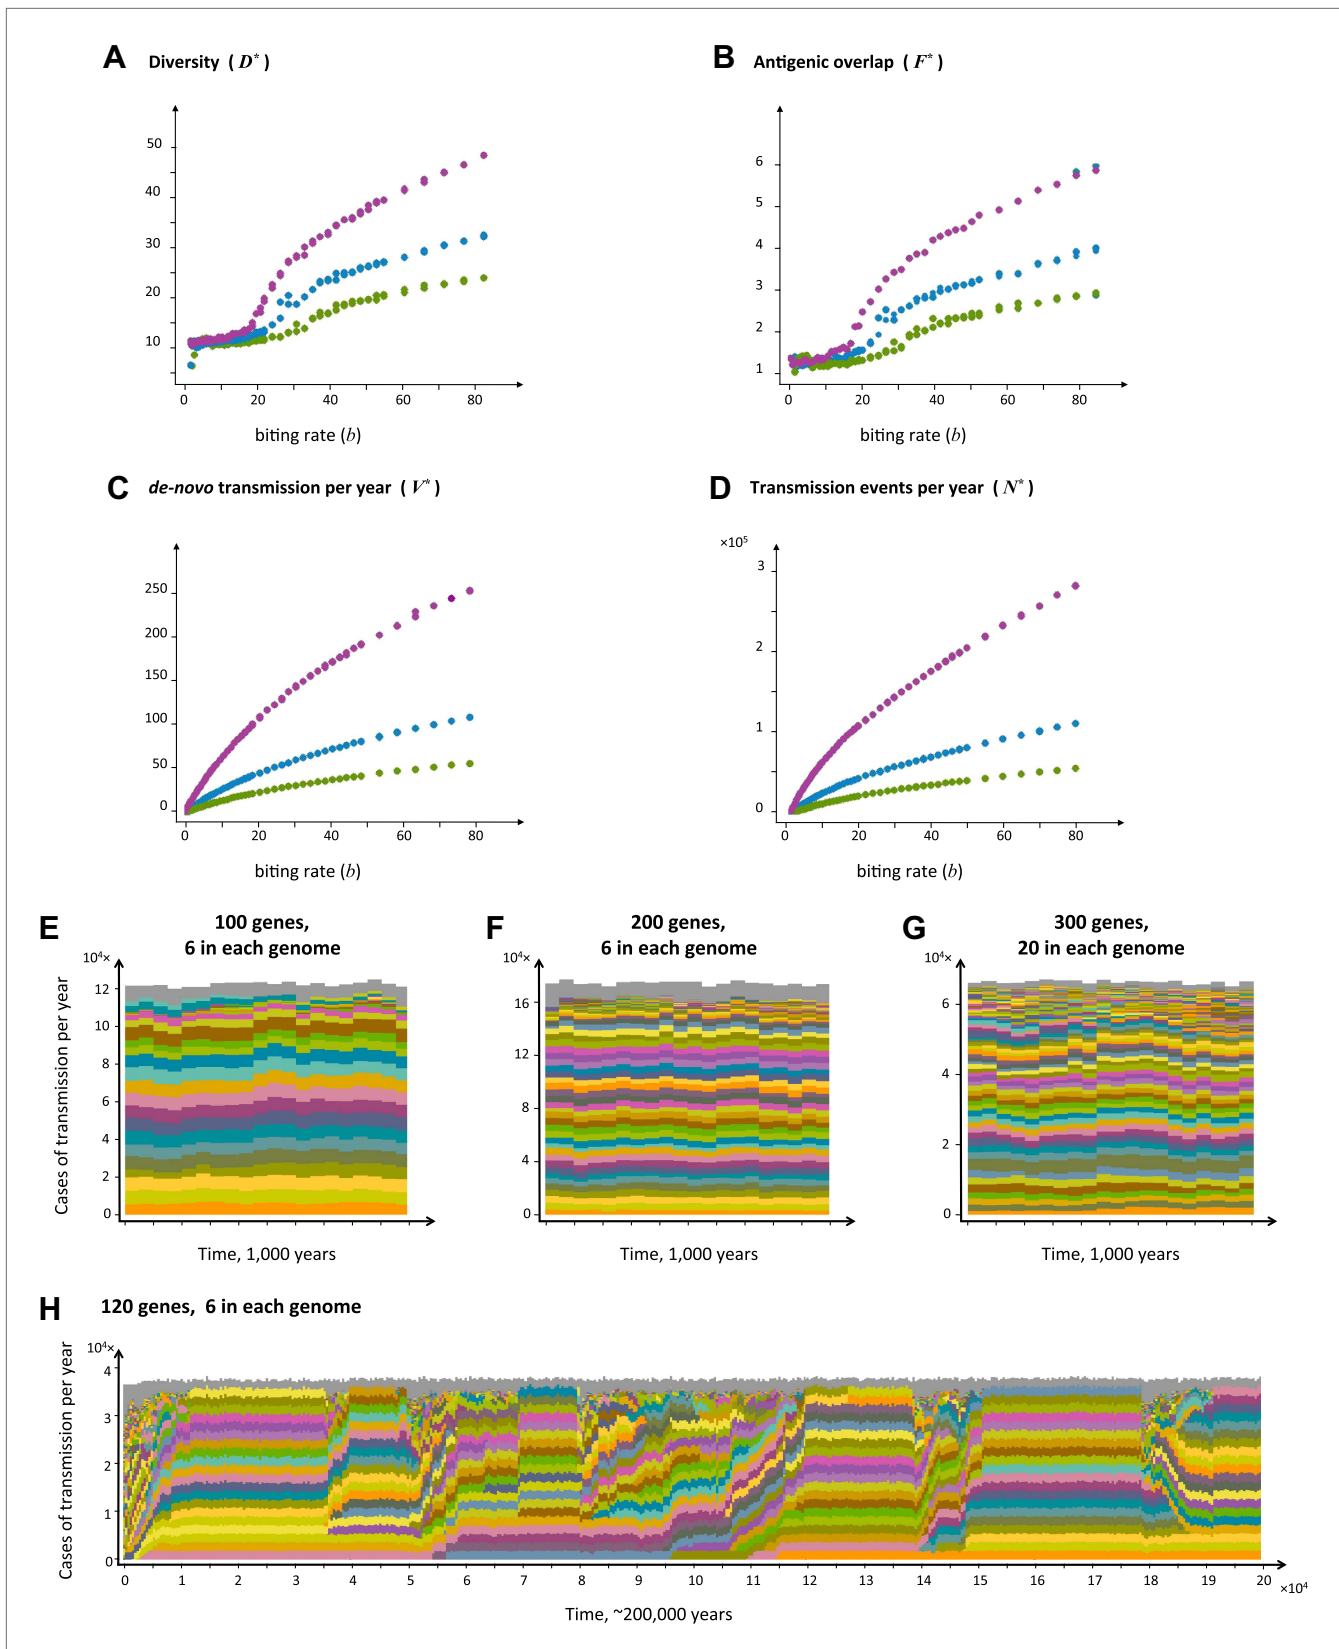 A Diversity ( D* )
50
40
30
20
10
0 20 40 60 80
biting rate (b)
B Antigenic overlap ( F* )
6
5
4
3
2
1
0 20 40 60 80
biting rate (b)
C de-novo transmission per year ( V* )
250
200
150
100
50
0
0 20 40 60 80
biting rate (b)
D Transmission events per year ( N* )
×10⁵
3
2
1
0
0 20 40 60 80
biting rate (b)
E 100 genes,
6 in each genome
10⁴×
Cases of transmission per year
12
10
8
6
4
2
0
Time, 1,000 years
F 200 genes,
6 in each genome
10⁴×
16
12
8
4
0
Time, 1,000 years
G 300 genes,
20 in each genome
10⁴×
6
4
2
0
Time, 1,000 years
H 120 genes, 6 in each genome
10⁴×
Cases of transmission per year
4
3
2
1
0
0 1 2 3 4 5 6 7 8 9 10 11 12 13 14 15 16 17 18 19 20
×10⁴
Time, ~200,000 years